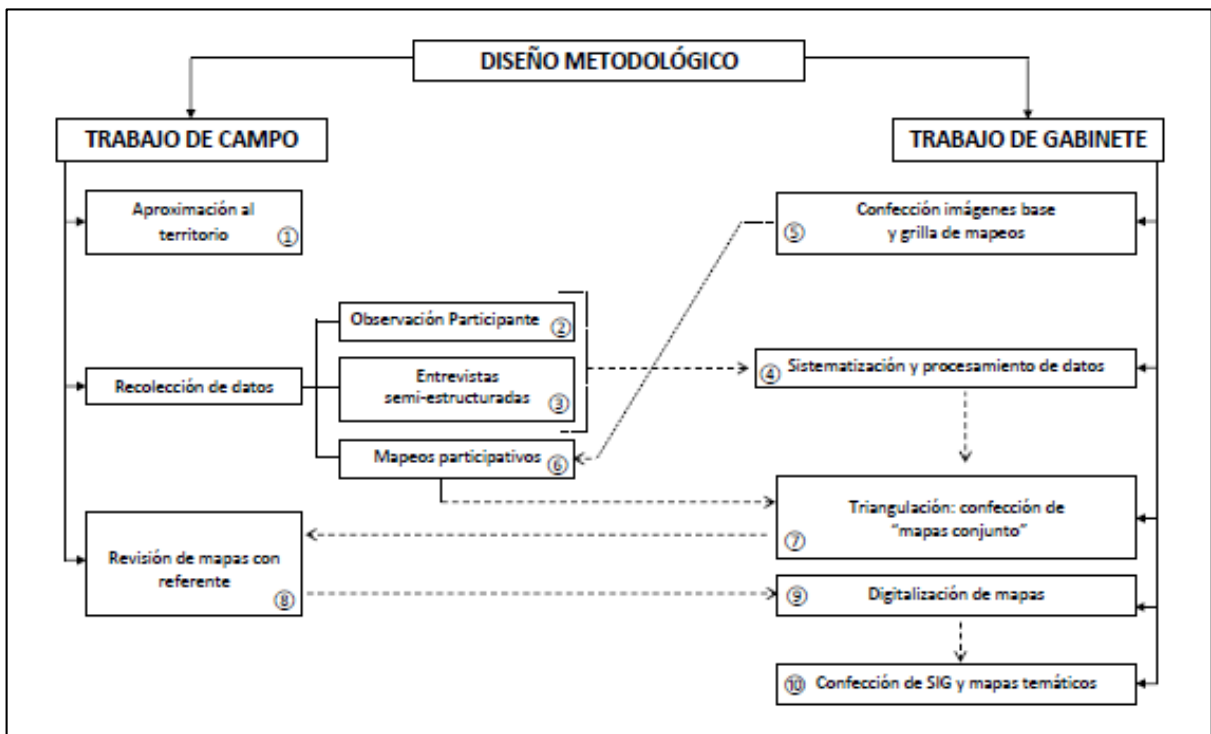 DISEÑO METODOLÓGICO
TRABAJO DE CAMPO
TRABAJO DE GABINETE
Aproximación al
territorio ①
Confección imágenes base
y grilla de mapeos
⑤
Observación Participante ②
Recolección de datos
Entrevistas
semi-estructuradas ③
④ Sistematización y procesamiento de datos
Mapeos participativos ⑥
Triangulación: confección de
"mapas conjunto"
⑦
Revisión de mapas con
referente
⑧
⑨ Digitalización de mapas
⑩ Confección de SIG y mapas temáticos